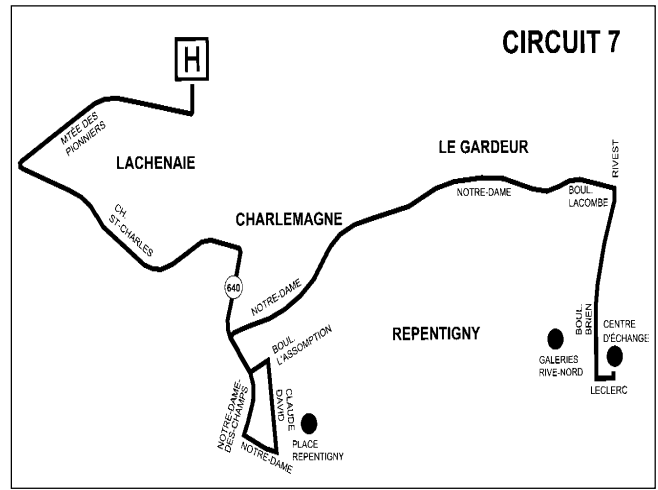 CIRCUIT 7
H
MTÉE DES
PIONNIERS
LACHENAIE
LE GARDEUR
RIVEST
NOTRE-DAME
BOUL.
LACOMBE
CH.
ST-CHARLES
CHARLEMAGNE
640
NOTRE-DAME
BOUL.
L'ASSOMPTION
REPENTIGNY
BOUL.
BRIEN
CENTRE
D'ÉCHANGE
GALERIES
RIVE-NORD
LECLERC
NOTRE-DAME-
DES-CHAMPS
CLAUDE
DAVID
NOTRE-DAME
PLACE
REPENTIGNY